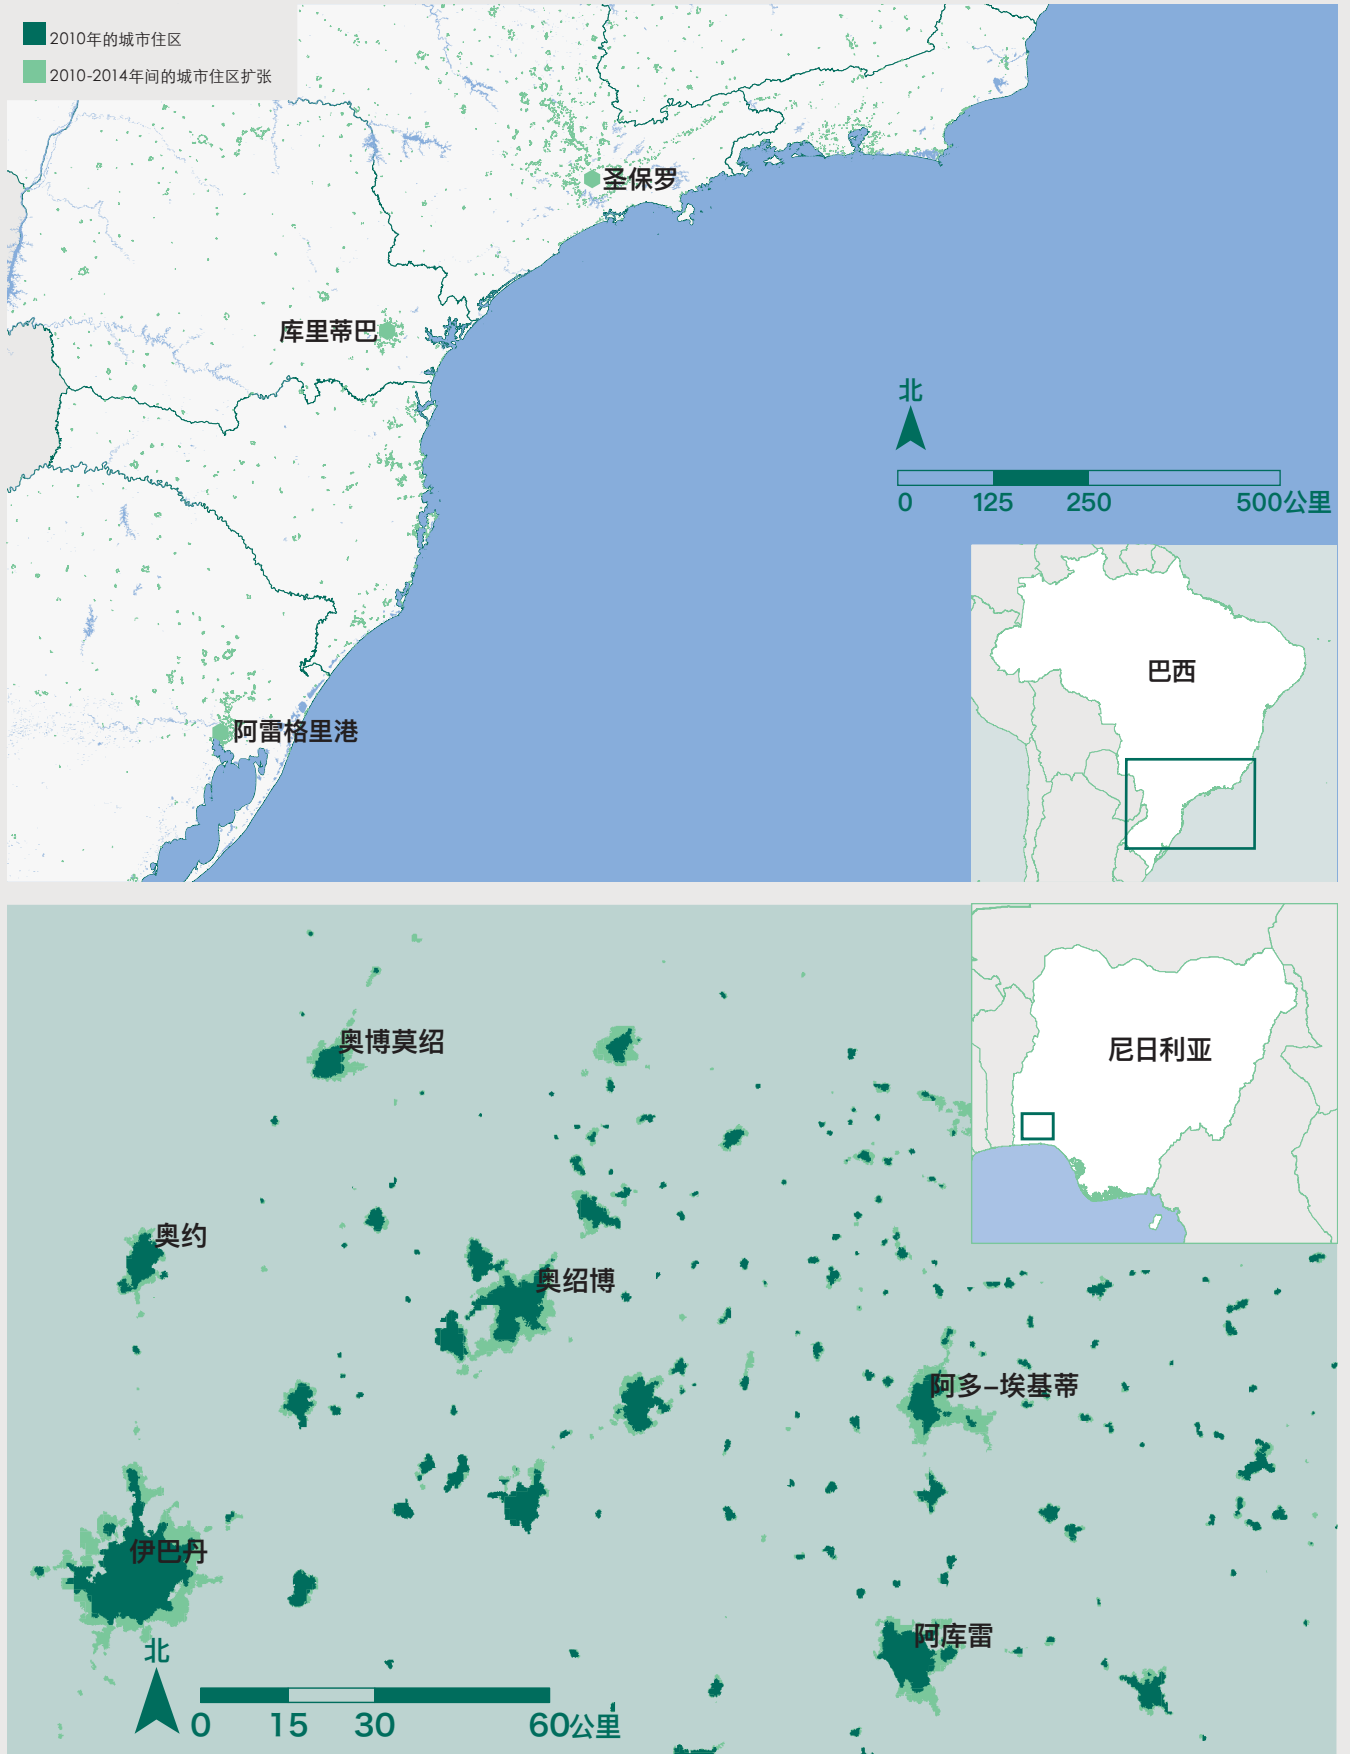 2010年的城市住区
2010-2014年间的城市住区扩张
圣保罗
库里蒂巴
北
0 125 250 500公里
巴西
阿雷格里港
尼日利亚
奥博莫绍
奥约
奥绍博
阿多–埃基蒂
伊巴丹
阿库雷
北
0 15 30 60公里